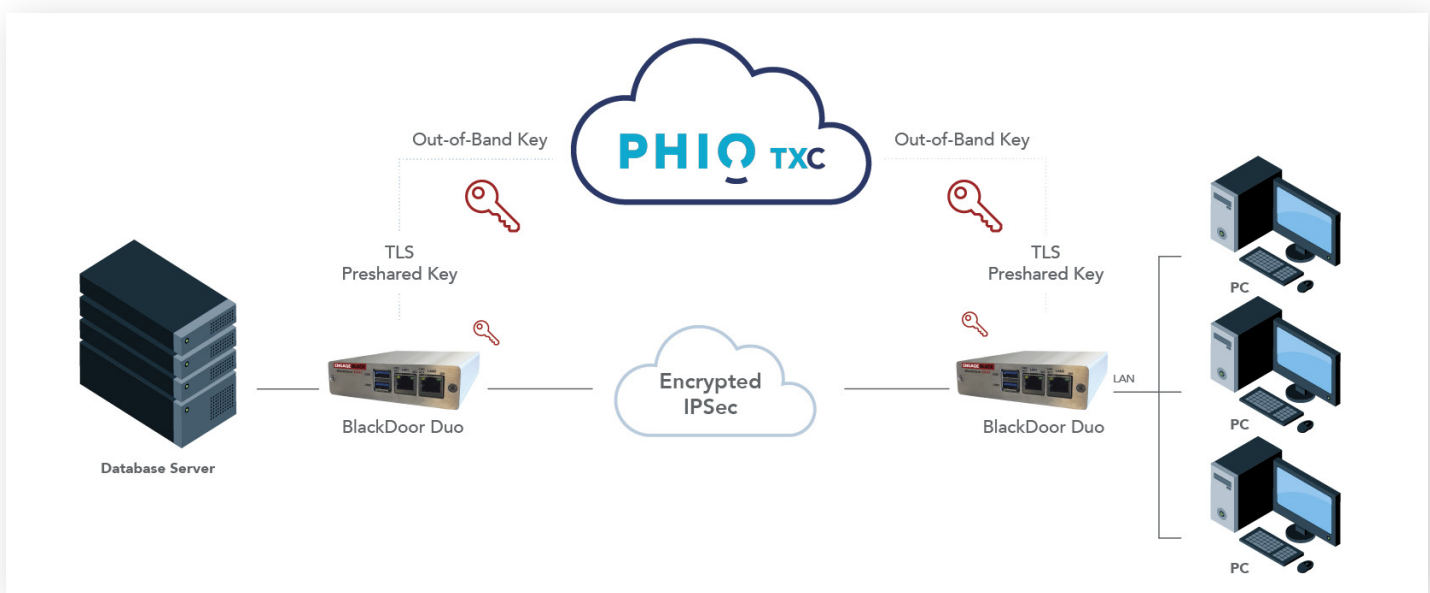 Out-of-Band Key
PHIO TXC
Out-of-Band Key
TLS
Preshared Key
TLS
Preshared Key
PC
Encrypted
IPSec
LAN
BlackDoor Duo
BlackDoor Duo
PC
Database Server
PC